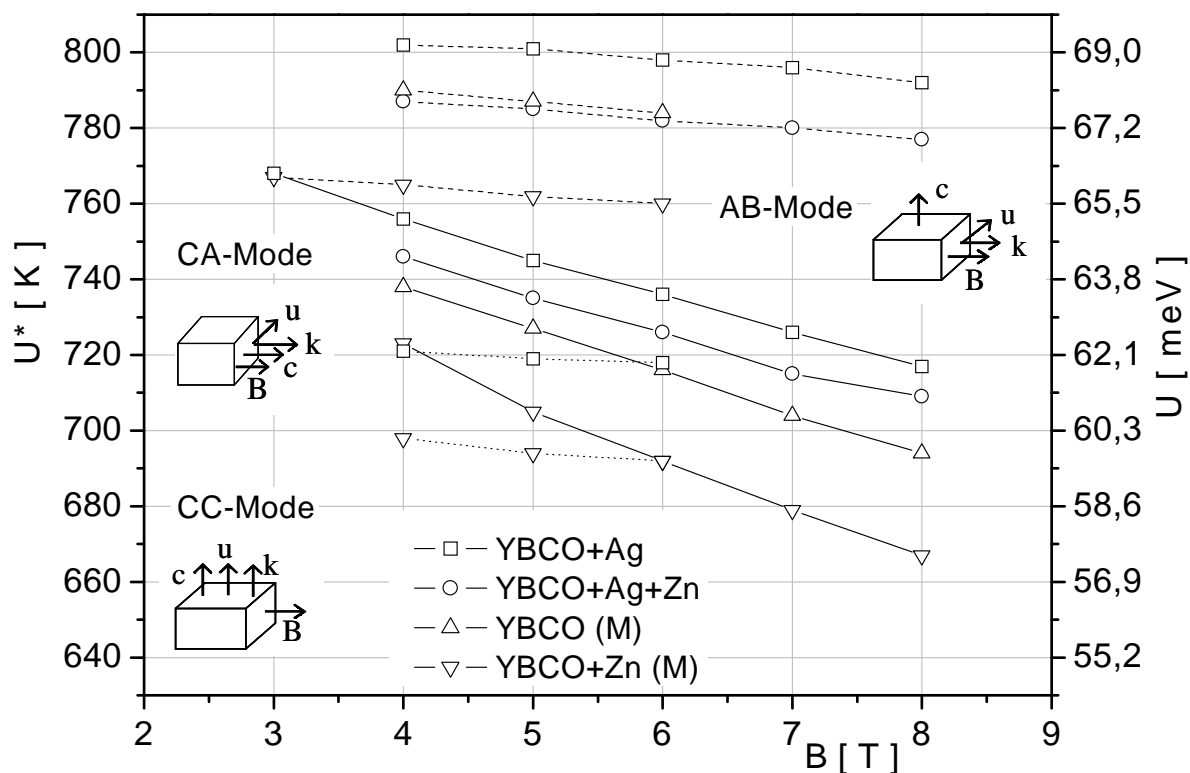 U* [ K ]
800
780
760
740
720
700
680
660
640
69,0
67,2
65,5
63,8
62,1
60,3
58,6
56,9
55,2
U [ meV ]
AB-Mode
c
u
k
B
CA-Mode
u
k
c
B
CC-Mode
c u k
B
YBCO+Ag
YBCO+Ag+Zn
YBCO (M)
YBCO+Zn (M)
2 3 4 5 6 7 8 9
B [ T ]